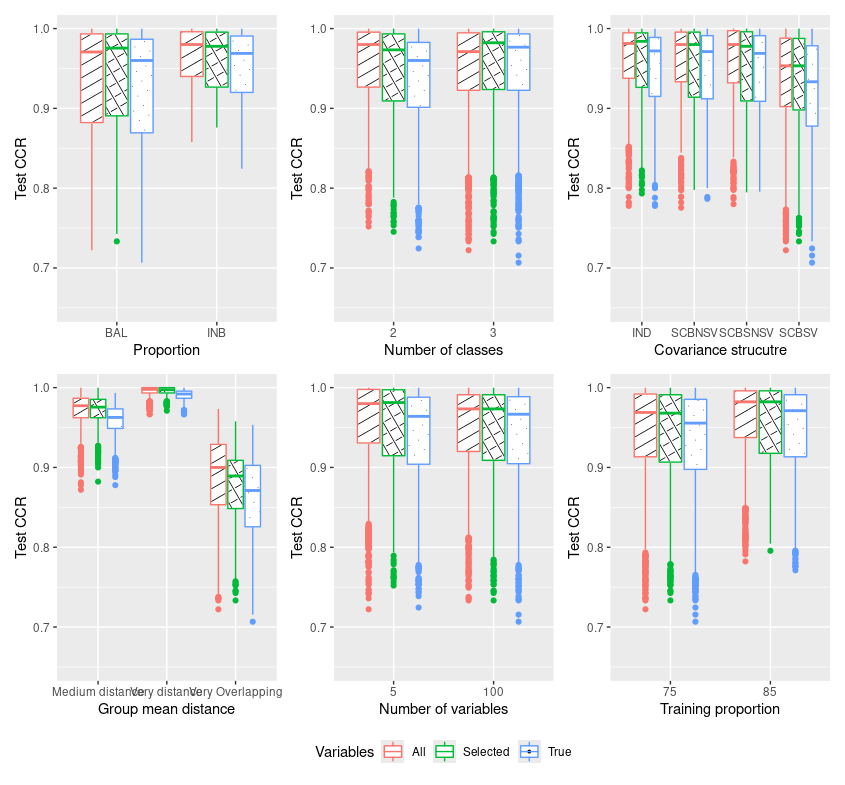 Test CCR
1.0
0.9
0.8
0.7
BAL INB
Proportion
Test CCR
1.0
0.9
0.8
0.7
2 3
Number of classes
Test CCR
1.0
0.9
0.8
0.7
IND SCBNSV SCBSNSV SCBSV
Covariance strucutre
Test CCR
1.0
0.9
0.8
0.7
Medium distance Very distance Very Overlapping
Group mean distance
Test CCR
1.0
0.9
0.8
0.7
5 100
Number of variables
Test CCR
1.0
0.9
0.8
0.7
75 85
Training proportion
Variables All Selected True